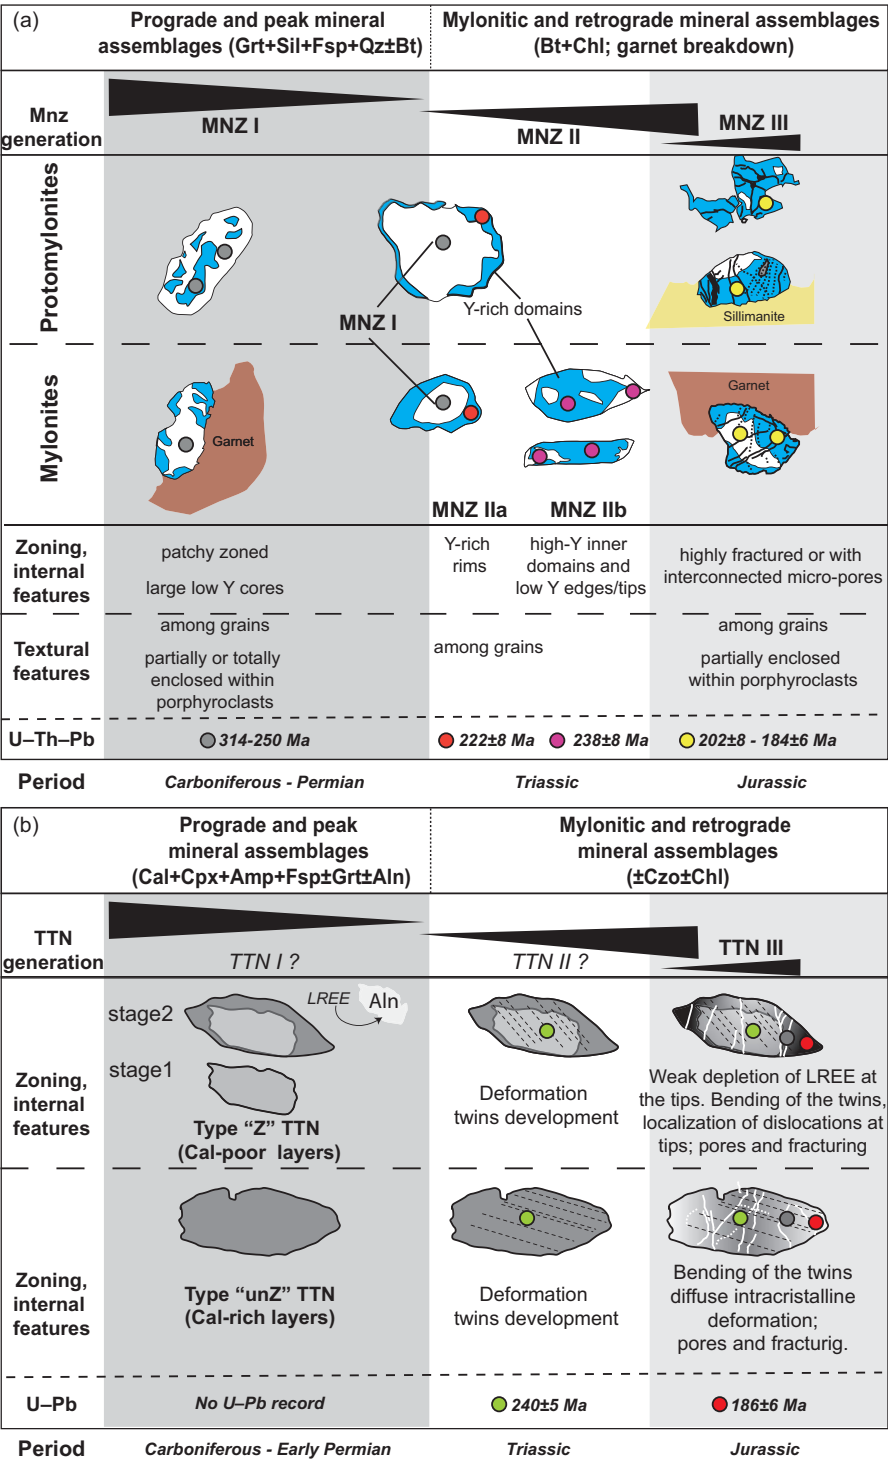 (a)
Prograde and peak mineral
assemblages (Grt+Sil+Fsp+Qz±Bt)
Mylonitic and retrograde mineral assemblages
(Bt+Chl; garnet breakdown)
Mnz
generation
MNZ I
MNZ II
MNZ III
Protomylonites
MNZ I
Y-rich domains
Sillimanite
Mylonites
Garnet
Garnet
MNZ IIa
MNZ IIb
Zoning,
internal
features
patchy zoned
large low Y cores
Y-rich
rims
high-Y inner
domains and
low Y edges/tips
highly fractured or with
interconnected micro-pores
Textural
features
among grains
partially or totally
enclosed within
porphyroclasts
among grains
among grains
partially enclosed
within porphyroclasts
U–Th–Pb
314-250 Ma
222±8 Ma
238±8 Ma
202±8 - 184±6 Ma
Period
Carboniferous - Permian
Triassic
Jurassic
(b)
Prograde and peak
mineral assemblages
(Cal+Cpx+Amp+Fsp±Grt±Aln)
Mylonitic and retrograde
mineral assemblages
(±Czo±Chl)
TTN
generation
TTN I ?
TTN II ?
TTN III
Zoning,
internal
features
stage2
LREE
Aln
stage1
Type “Z” TTN
(Cal-poor layers)
Deformation
twins development
Weak depletion of LREE at
the tips. Bending of the twins,
localization of dislocations at
tips; pores and fracturing
Zoning,
internal
features
Type “unZ” TTN
(Cal-rich layers)
Deformation
twins development
Bending of the twins
diffuse intracristalline
deformation;
pores and fracturig.
U–Pb
No U–Pb record
240±5 Ma
186±6 Ma
Period
Carboniferous - Early Permian
Triassic
Jurassic